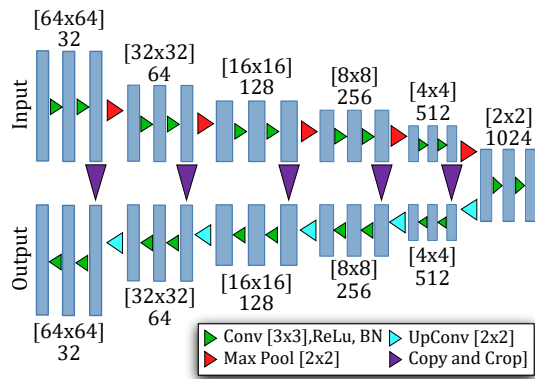 [64x64]
32
[32x32]
64
[16x16]
128
[8x8]
256
[4x4]
512
[2x2]
1024
Input
Output
[64x64]
32
[32x32]
64
[16x16]
128
[8x8]
256
[4x4]
512
Conv [3x3],ReLu, BN
UpConv [2x2]
Max Pool [2x2]
Copy and Crop]